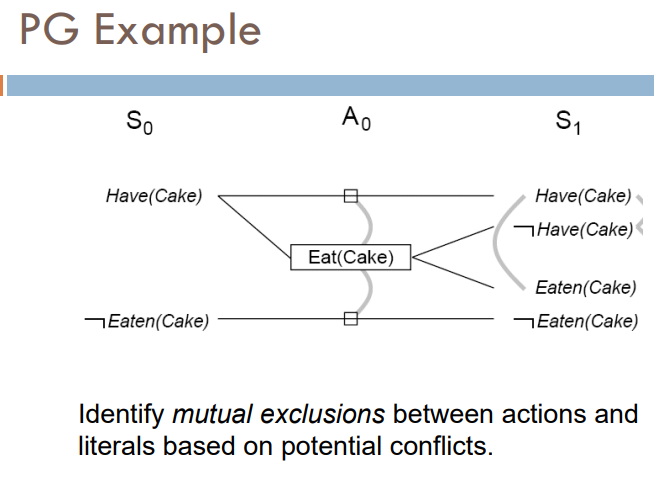 PG Example
S0 A0 S1
Have(Cake) Have(Cake)
¬Have(Cake)
Eat(Cake)
Eaten(Cake)
¬Eaten(Cake) ¬Eaten(Cake)
Identify mutual exclusions between actions and
literals based on potential conflicts.